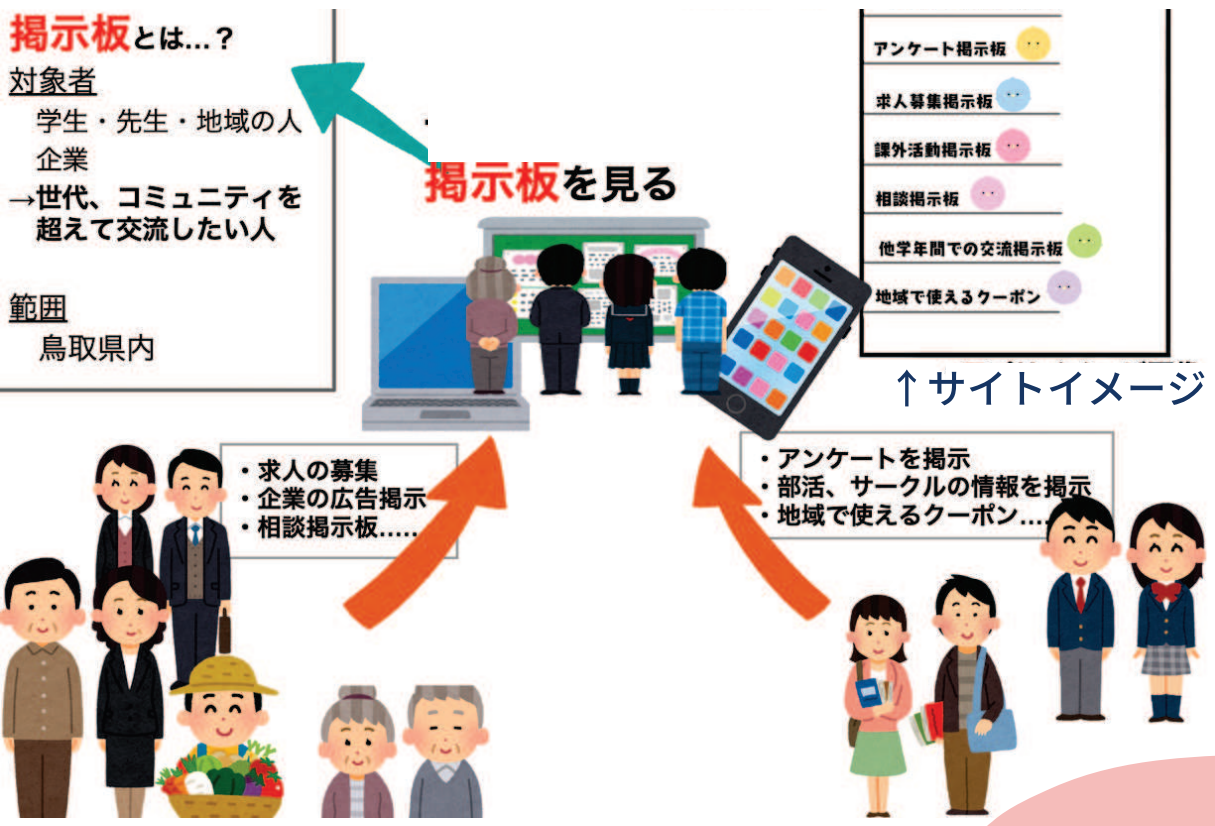 掲示板とは...？
対象者
学生・先生・地域の人
企業
→世代、コミュニティを
超えて交流したい人
範囲
鳥取県内
掲示板を見る
アンケート掲示板
求人募集掲示板
課外活動掲示板
相談掲示板
他学年間での交流掲示板
地域で使えるクーポン
↑サイトイメージ
・求人の募集
・企業の広告掲示
・相談掲示板.....
・アンケートを掲示
・部活、サークルの情報を掲示
・地域で使えるクーポン....